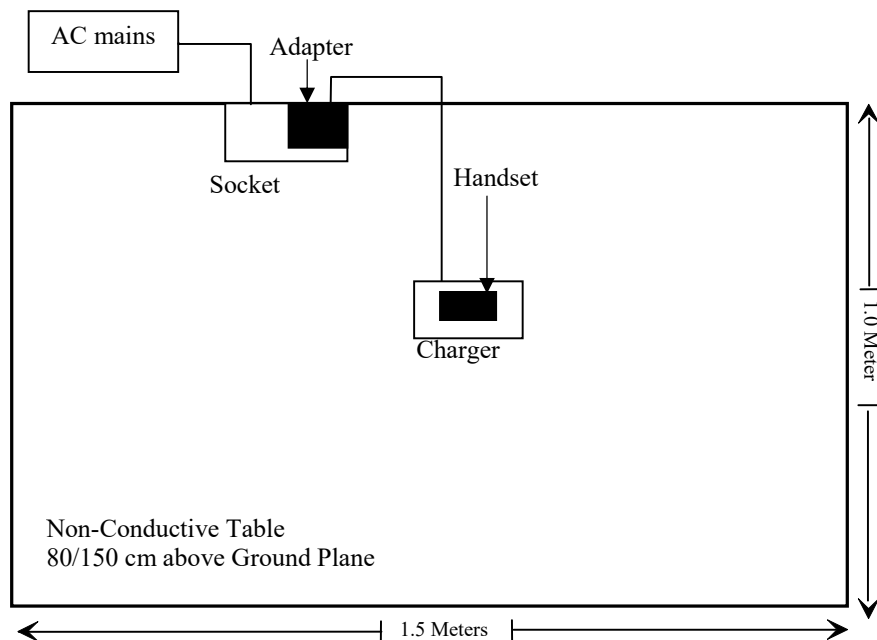 AC mains
Adapter
Socket
Handset
Charger
1.0 Meter
Non-Conductive Table
80/150 cm above Ground Plane
1.5 Meters